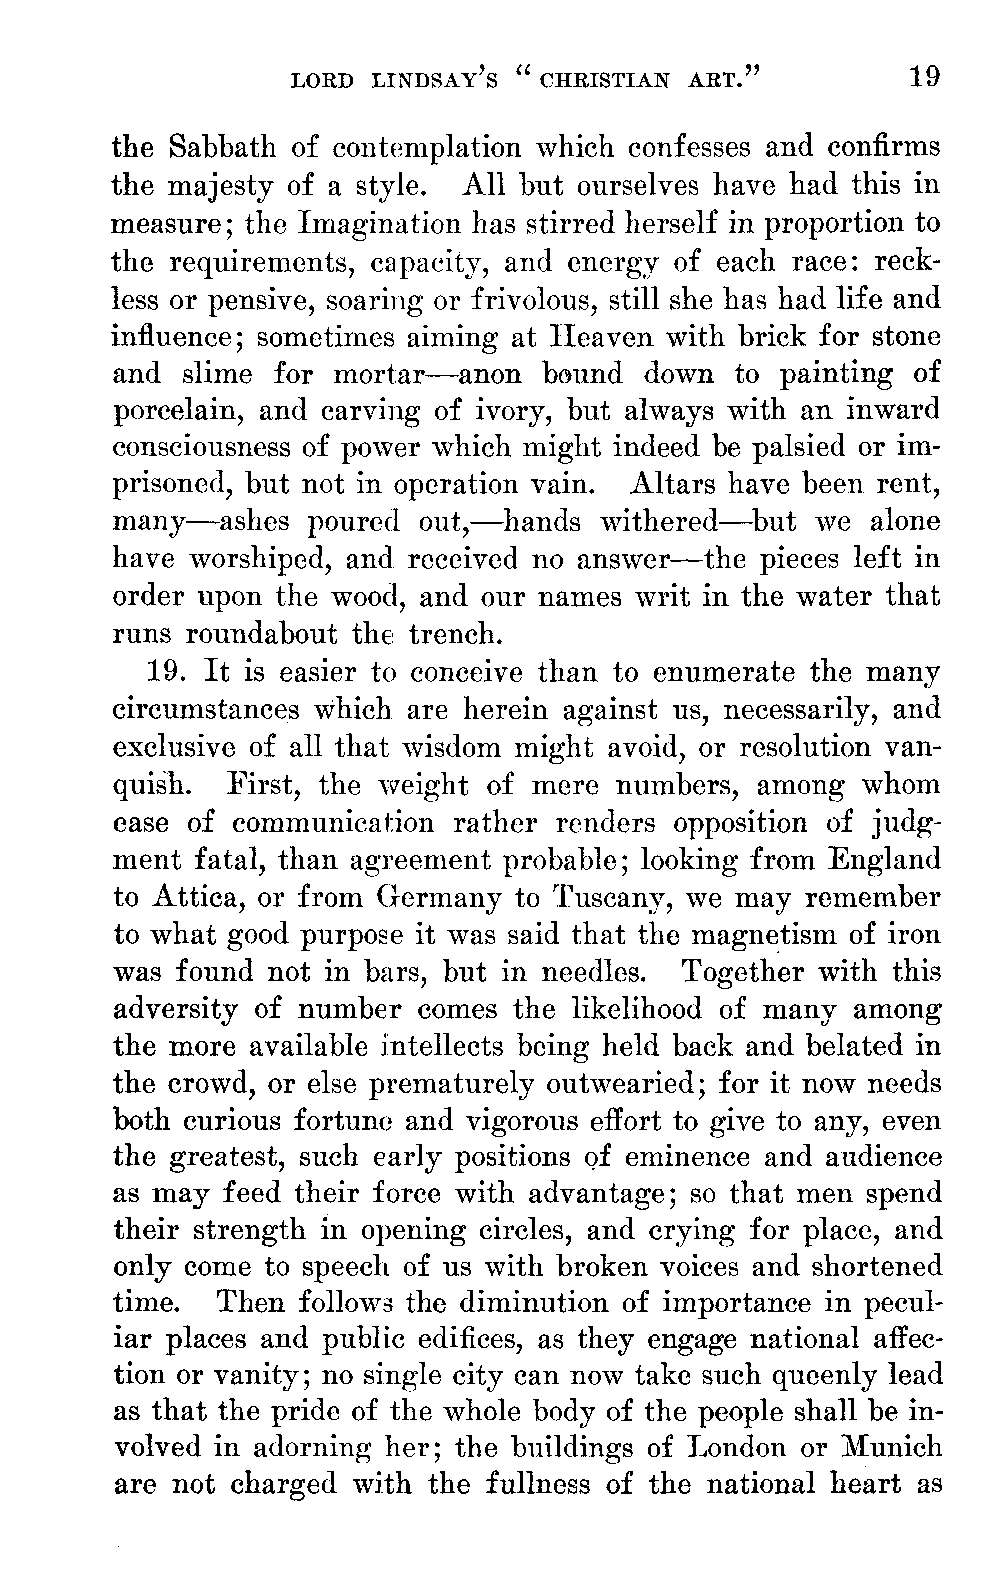 LORD LINDSAY'S "CHRISTIAN ART." 19
the Sabbath of contemplation which confesses and confirms
the majesty of a style. All but ourselves have had this in
measure; the Imagination has stirred herself in proportion to
the requirements, capacity, and energy of each race: reck-
less or pensive, soaring or frivolous, still she has had life and
influence; sometimes aiming at Heaven with brick for stone
and slime for mortar—anon bound down to painting of
porcelain, and carving of ivory, but always with an inward
consciousness of power which might indeed be palsied or im-
prisoned, but not in operation vain. Altars have been rent,
many—ashes poured out,—hands withered—but we alone
have worshiped, and received no answer—the pieces left in
order upon the wood, and our names writ in the water that
runs roundabout the trench.
19. It is easier to conceive than to enumerate the many
circumstances which are herein against us, necessarily, and
exclusive of all that wisdom might avoid, or resolution van-
quish. First, the weight of mere numbers, among whom
ease of communication rather renders opposition of judg-
ment fatal, than agreement probable; looking from England
to Attica, or from Germany to Tuscany, we may remember
to what good purpose it was said that the magnetism of iron
was found not in bars, but in needles. Together with this
adversity of number comes the likelihood of many among
the more available intellects being held back and belated in
the crowd, or else prematurely outwearied; for it now needs
both curious fortune and vigorous effort to give to any, even
the greatest, such early positions of eminence and audience
as may feed their force with advantage; so that men spend
their strength in opening circles, and crying for place, and
only come to speech of us with broken voices and shortened
time. Then follows the diminution of importance in pecul-
iar places and public edifices, as they engage national affec-
tion or vanity; no single city can now take such queenly lead
as that the pride of the whole body of the people shall be in-
volved in adorning her; the buildings of London or Munich
are not charged with the fullness of the national heart as